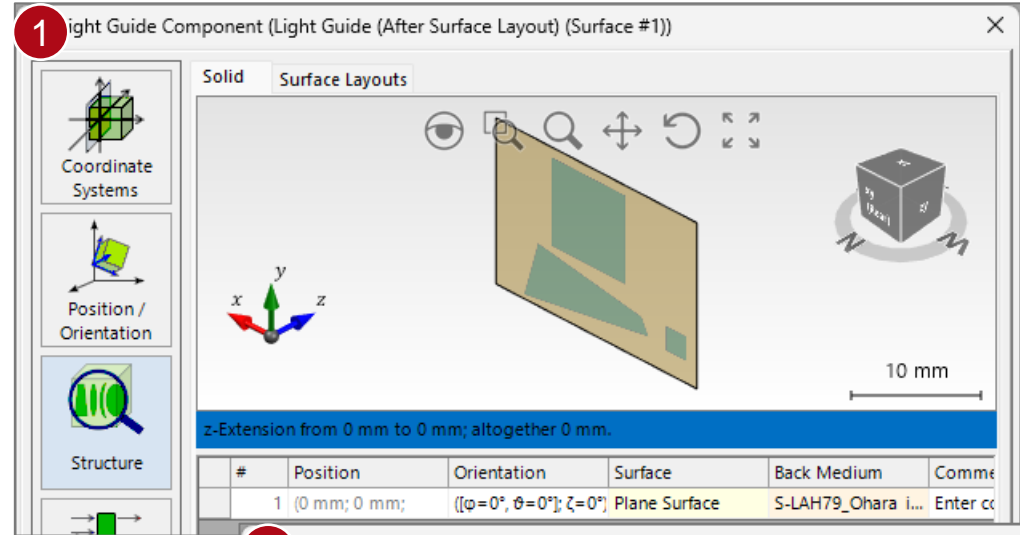 1
ight Guide Component (Light Guide (After Surface Layout) (Surface #1))
Solid Surface Layouts
Coordinate
Systems
Position /
Orientation
Structure
y
x z
10 mm
z-Extension from 0 mm to 0 mm; altogether 0 mm.
# Position Orientation Surface Back Medium Comme
1 (0 mm; 0 mm; ([φ=0°, ϑ=0°]; ζ=0°) Plane Surface S-LAH79_Ohara i... Enter co